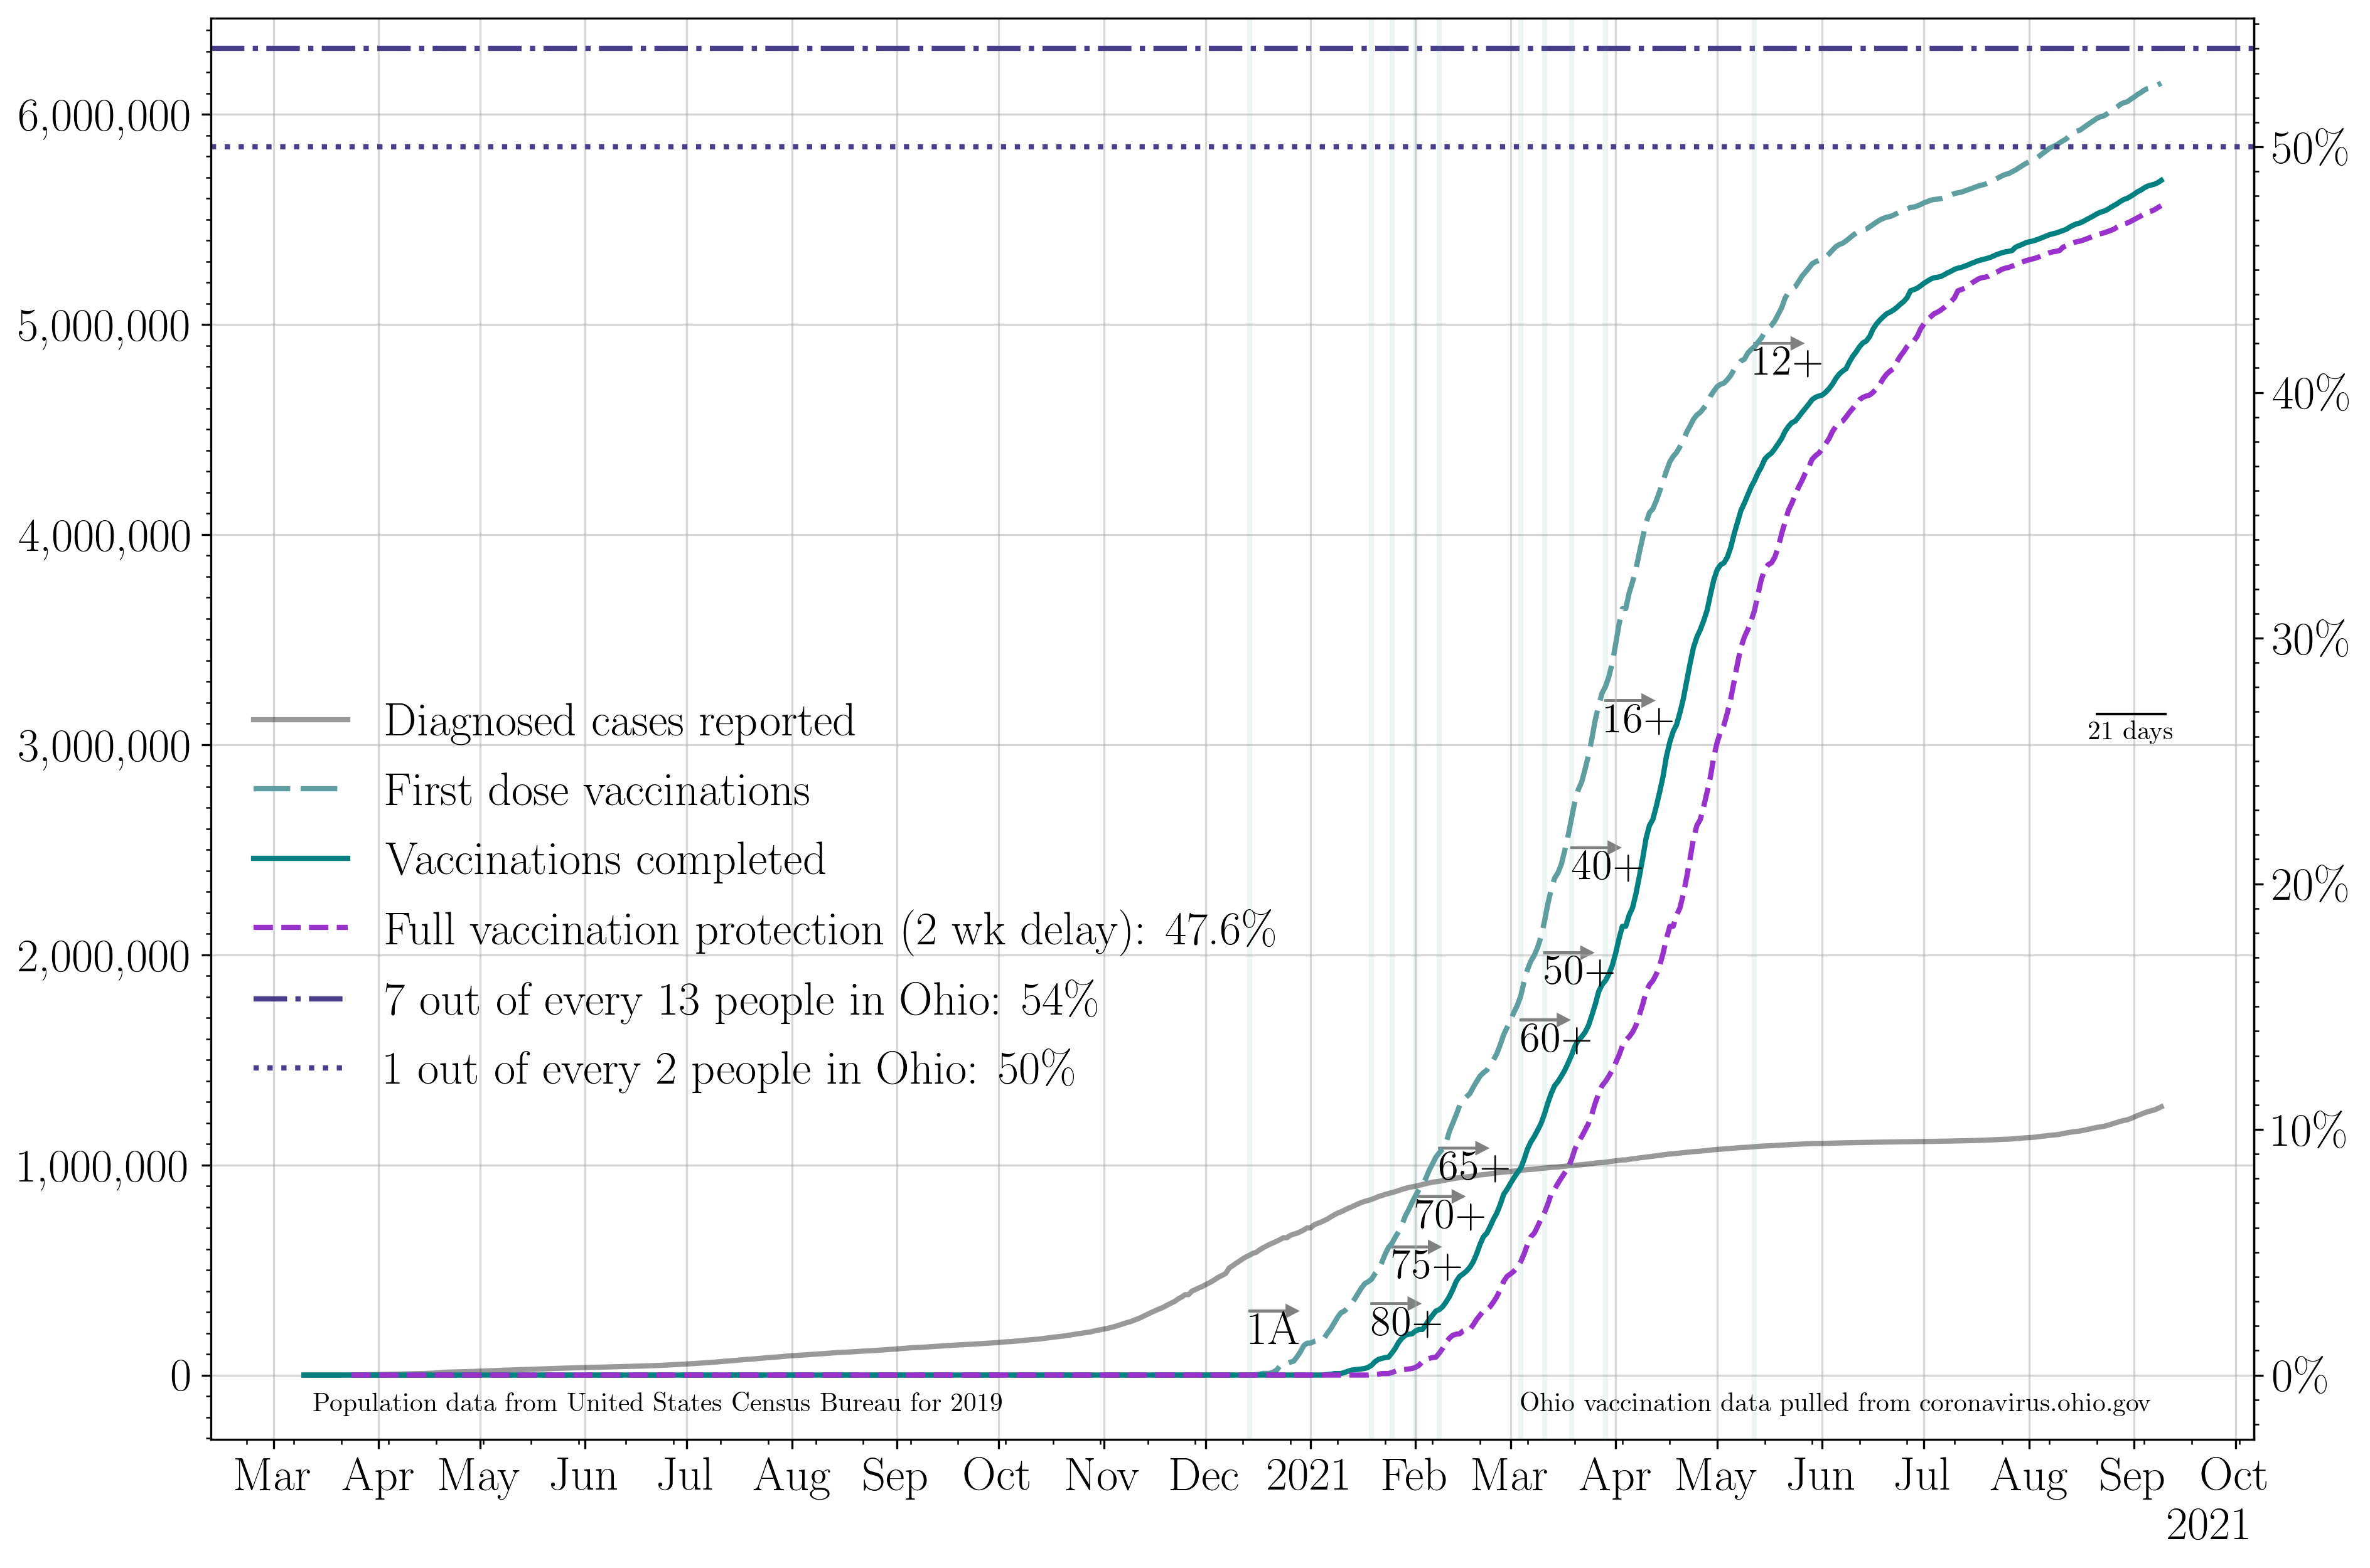 6,000,000
5,000,000
4,000,000
3,000,000
2,000,000
1,000,000
0
50%
40%
30%
20%
10%
0%
Diagnosed cases reported
First dose vaccinations
Vaccinations completed
Full vaccination protection (2 wk delay): 47.6%
7 out of every 13 people in Ohio: 54%
1 out of every 2 people in Ohio: 50%
12+
16+
21 days
40+
50+
60+
65+
70+
75+
80+
1A
Population data from United States Census Bureau for 2019
Ohio vaccination data pulled from coronavirus.ohio.gov
Mar Apr May Jun Jul Aug Sep Oct Nov Dec 2021 Feb Mar Apr May Jun Jul Aug Sep Oct
2021